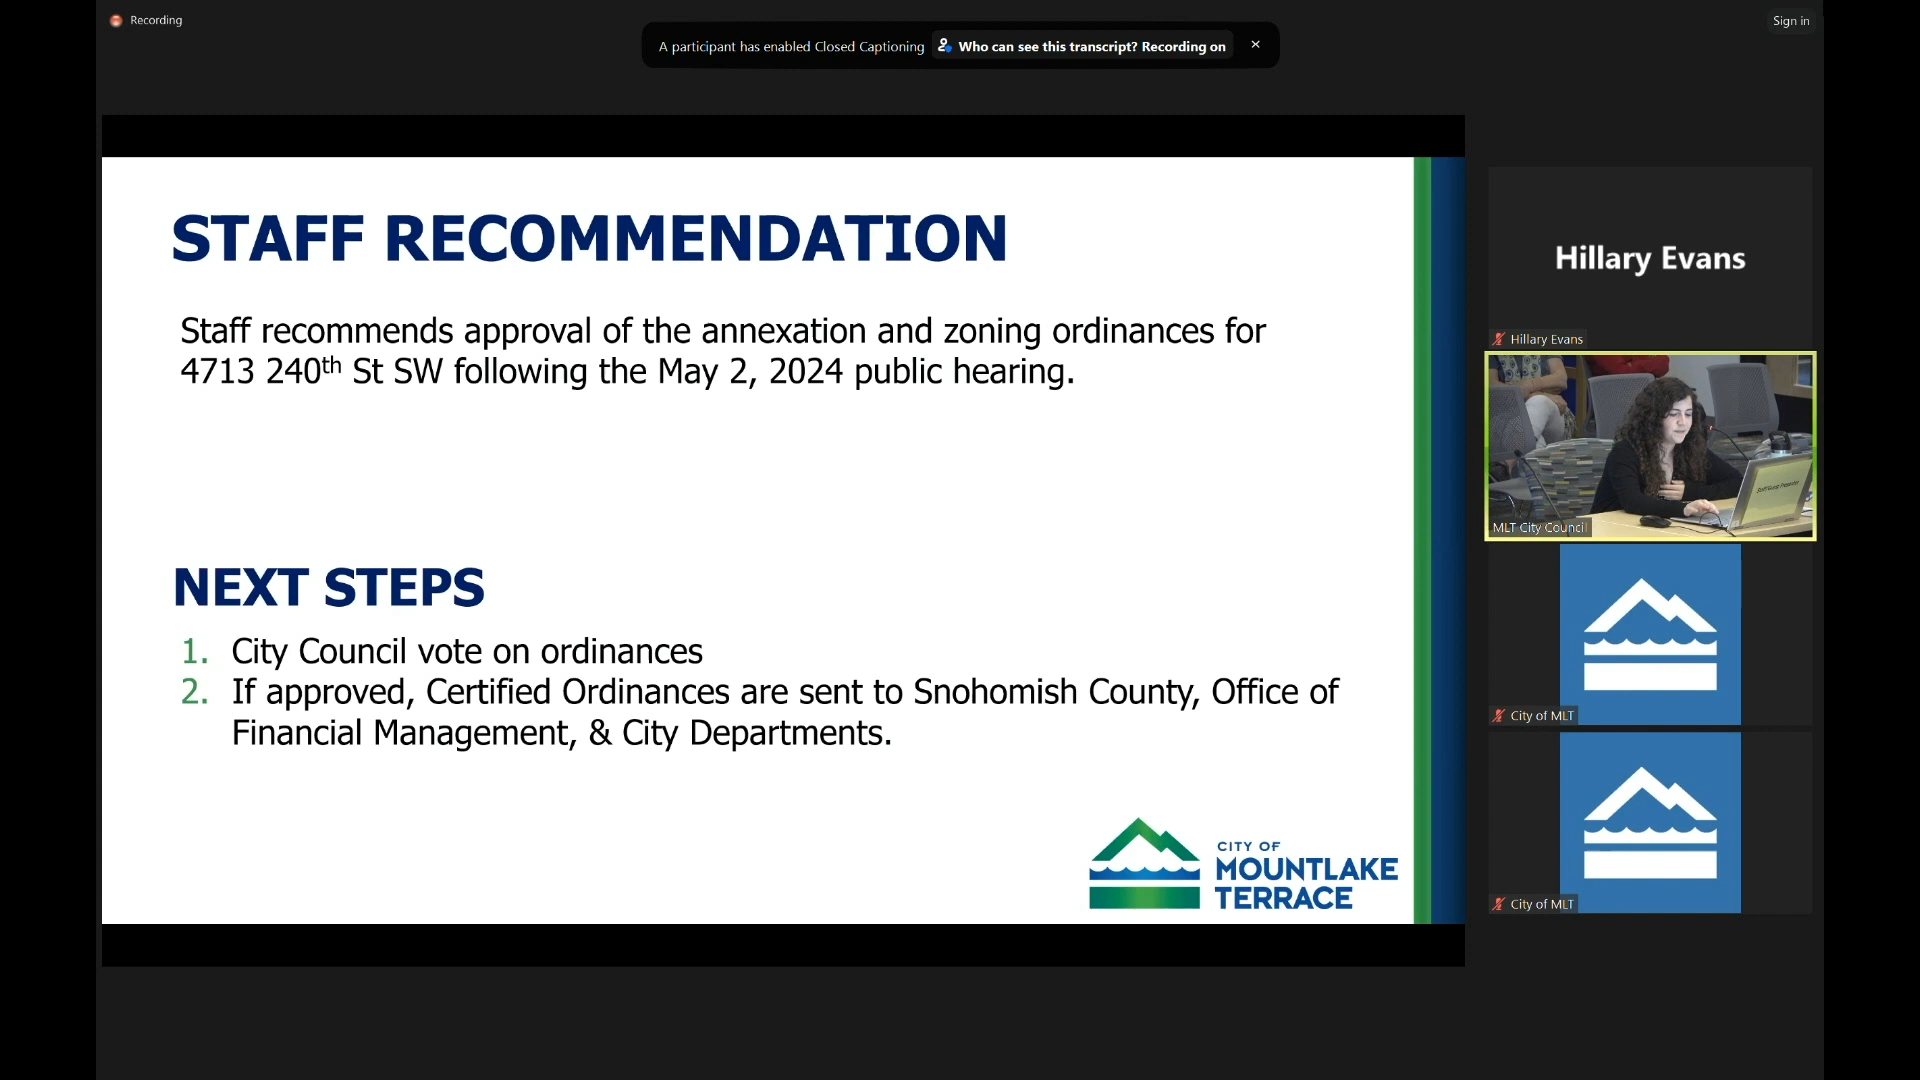 Recording
Sign in
A participant has enabled Closed Captioning Who can see this transcript? Recording on
STAFF RECOMMENDATION
Staff recommends approval of the annexation and zoning ordinances for
4713 240th St SW following the May 2, 2024 public hearing.
NEXT STEPS
1. City Council vote on ordinances
2. If approved, Certified Ordinances are sent to Snohomish County, Office of
Financial Management, & City Departments.
CITY OF
MOUNTLAKE
TERRACE
Hillary Evans
Hillary Evans
MLT City Council
City of MLT
City of MLT